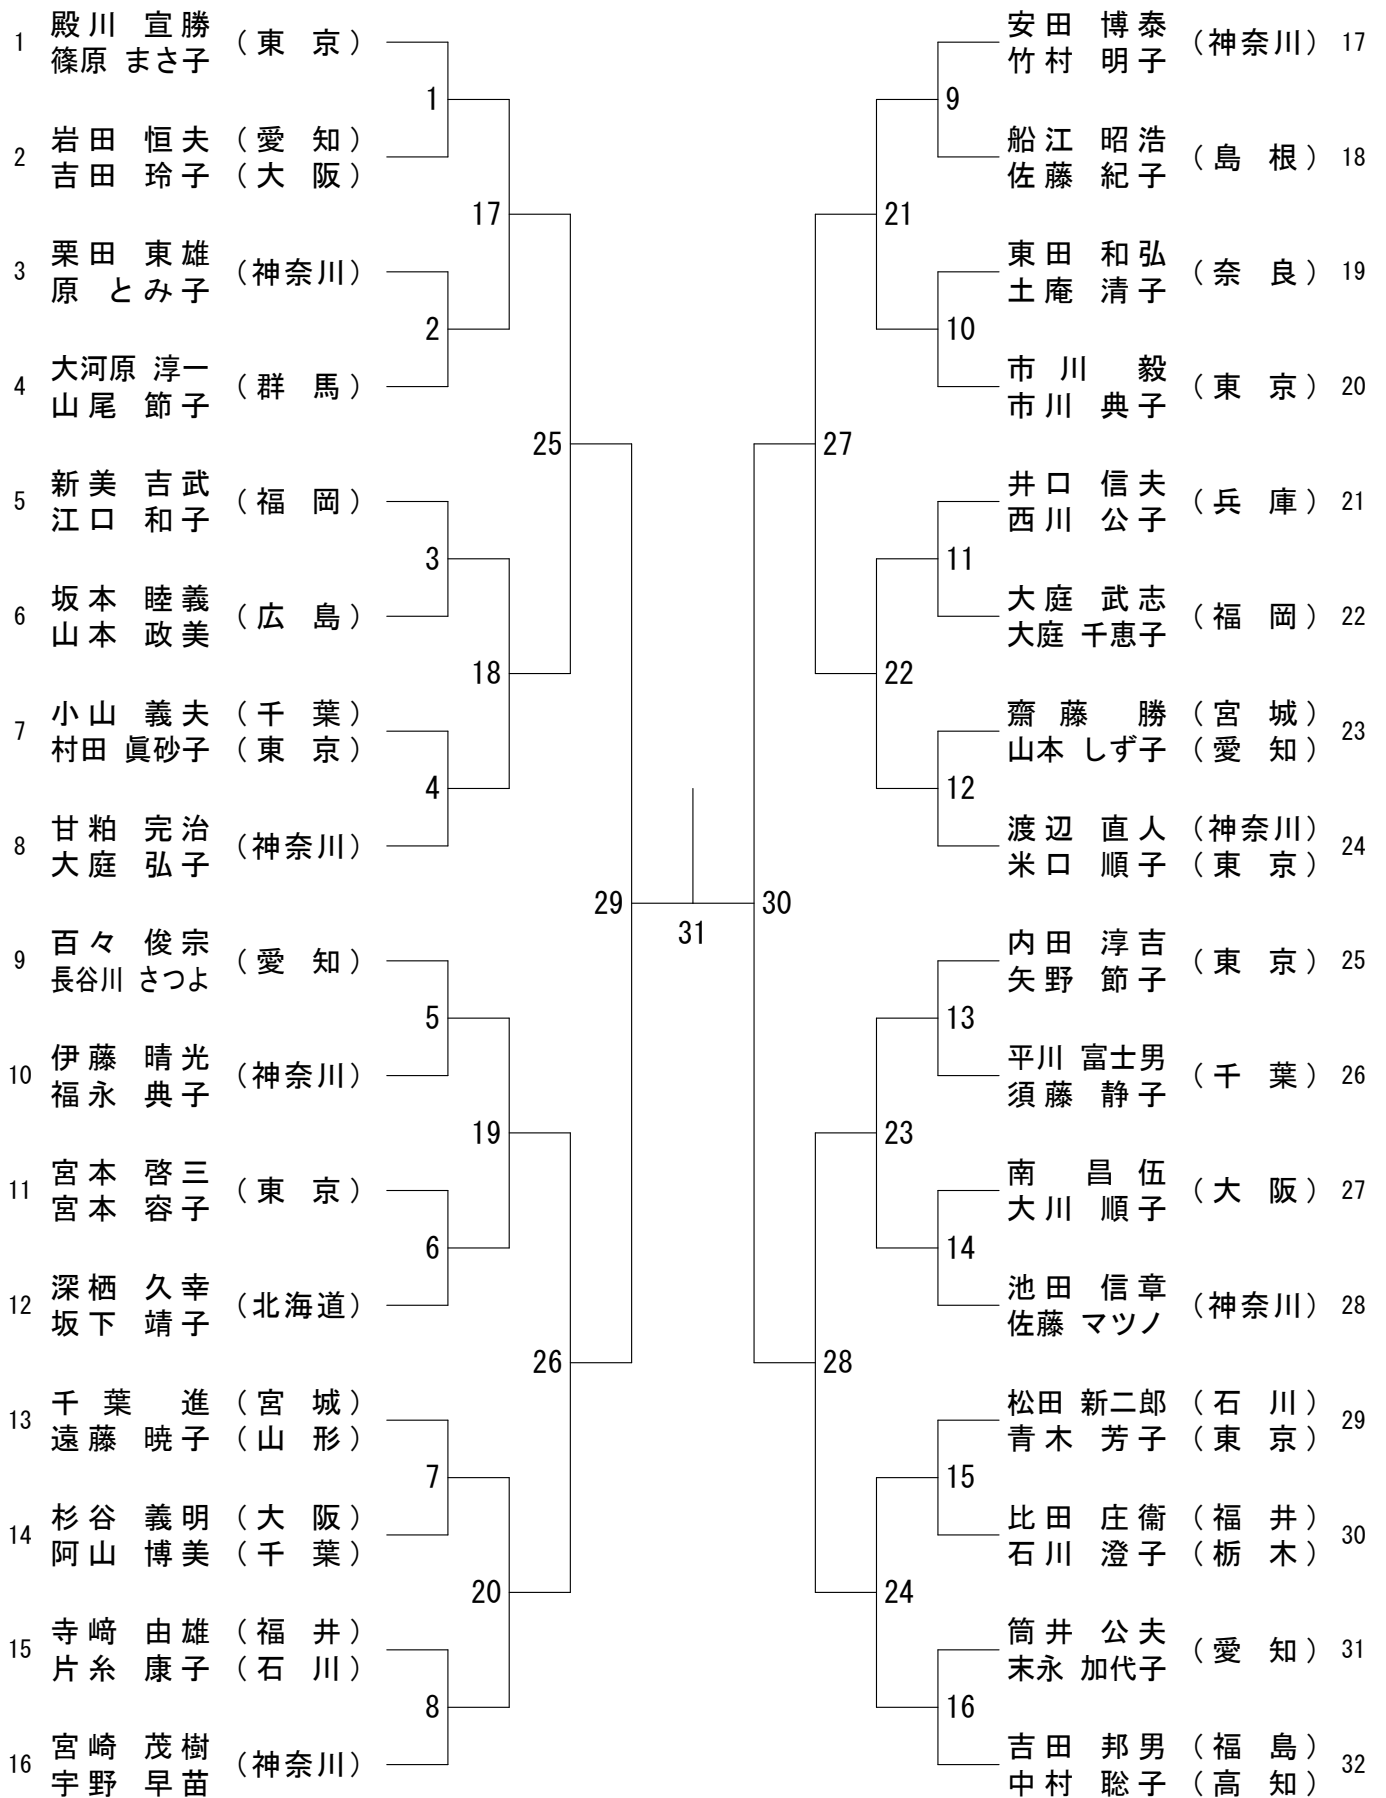 1 殿川 宣勝 (東京)
篠原 まさ子
1
2 岩田 恒夫 (愛知)
吉田 玲子 (大阪)
17
3 栗田 東雄 (神奈川)
原 とみ子
2
4 大河原 淳一 (群馬)
山尾 節子
25
5 新美 吉武 (福岡)
江口 和子
3
6 坂本 睦義 (広島)
山本 政美
18
7 小山 義夫 (千葉)
村田 眞砂子 (東京)
4
8 甘粕 完治 (神奈川)
大庭 弘子
29
9 百々 俊宗 (愛知)
長谷川 さつよ
5
10 伊藤 晴光 (神奈川)
福永 典子
19
11 宮本 啓三 (東京)
宮本 容子
6
12 深栖 久幸 (北海道)
坂下 靖子
26
13 千葉 進 (宮城)
遠藤 暁子 (山形)
7
14 杉谷 義明 (大阪)
阿山 博美 (千葉)
20
15 寺﨑 由雄 (福井)
片糸 康子 (石川)
8
16 宮崎 茂樹 (神奈川)
宇野 早苗
31
安田 博泰 (神奈川) 17
竹村 明子
9
船江 昭浩 (島根) 18
佐藤 紀子
21
東田 和弘 (奈良) 19
土庵 清子
10
市川 毅 (東京) 20
市川 典子
27
井口 信夫 (兵庫) 21
西川 公子
11
大庭 武志 (福岡) 22
大庭 千恵子
22
齋藤 勝 (宮城) 23
山本 しず子 (愛知)
12
渡辺 直人 (神奈川) 24
米口 順子 (東京)
30
内田 淳吉 (東京) 25
矢野 節子
13
平川 富士男 (千葉) 26
須藤 静子
23
南 昌伍 (大阪) 27
大川 順子
14
池田 信章 (神奈川) 28
佐藤 マツノ
28
松田 新二郎 (石川) 29
青木 芳子 (東京)
15
比田 庄衞 (福井) 30
石川 澄子 (栃木)
24
筒井 公夫 (愛知) 31
末永 加代子
16
吉田 邦男 (福島) 32
中村 聡子 (高知)